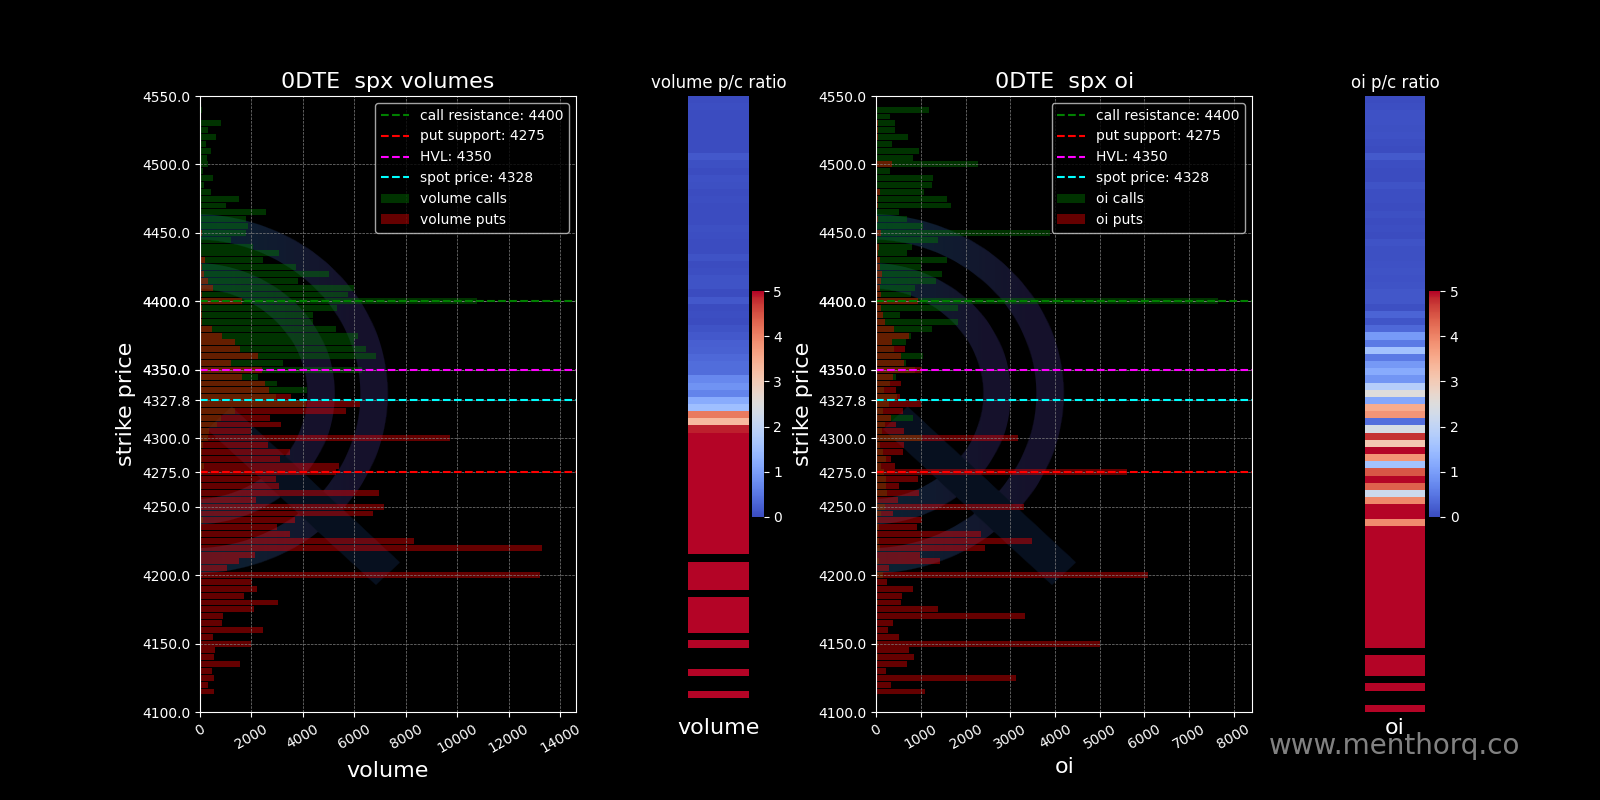 0DTE  spx volumes
volume p/c ratio
0DTE  spx oi
oi p/c ratio
call resistance: 4400
put support: 4275
HVL: 4350
spot price: 4328
volume calls
volume puts
call resistance: 4400
put support: 4275
HVL: 4350
spot price: 4328
oi calls
oi puts
strike price
4550.0
4500.0
4450.0
4400.0
4350.0
4327.8
4300.0
4275.0
4250.0
4200.0
4150.0
4100.0
0 2000 4000 6000 8000 10000 12000 14000
volume
5
4
3
2
1
0
volume
strike price
4550.0
4500.0
4450.0
4400.0
4350.0
4327.8
4300.0
4275.0
4250.0
4200.0
4150.0
4100.0
0 1000 2000 3000 4000 5000 6000 7000 8000
oi
5
4
3
2
1
0
oi
www.menthorq.co